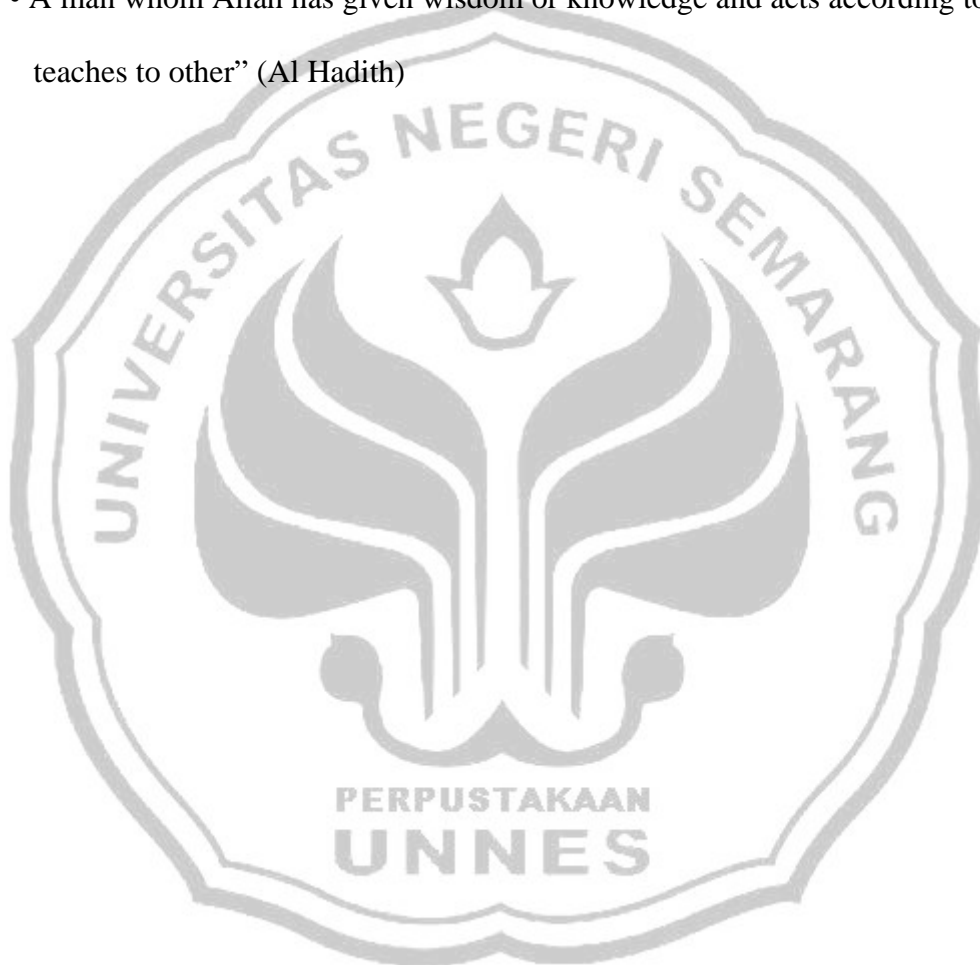 • A man whom Allah has given wisdom or knowledge and acts according to
teaches to other” (Al Hadith)
UNIVERSITAS NEGERI SEMARANG
PERPUSTAKAAN
UNNES